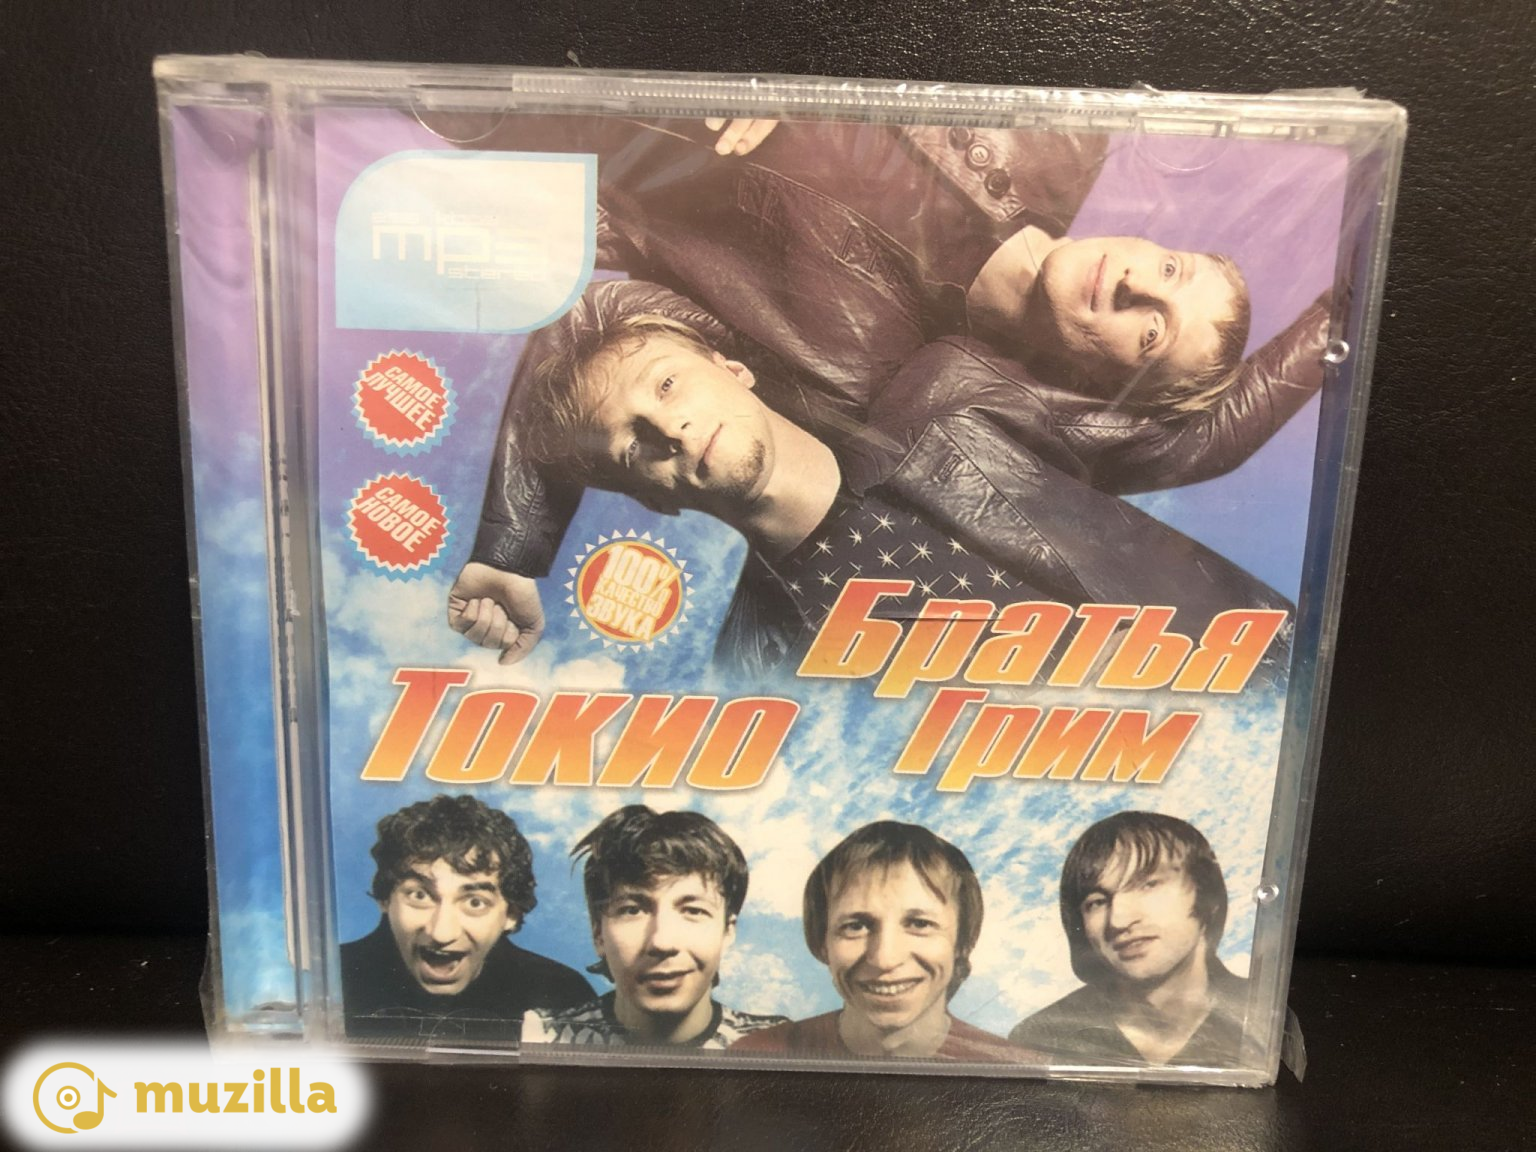 mp3
stereo
САМОЕ
ЛУЧШЕЕ
САМОЕ
НОВОЕ
100%
КАЧЕСТВО
ЗВУКА
Братья
Грим
Токио
muzilla